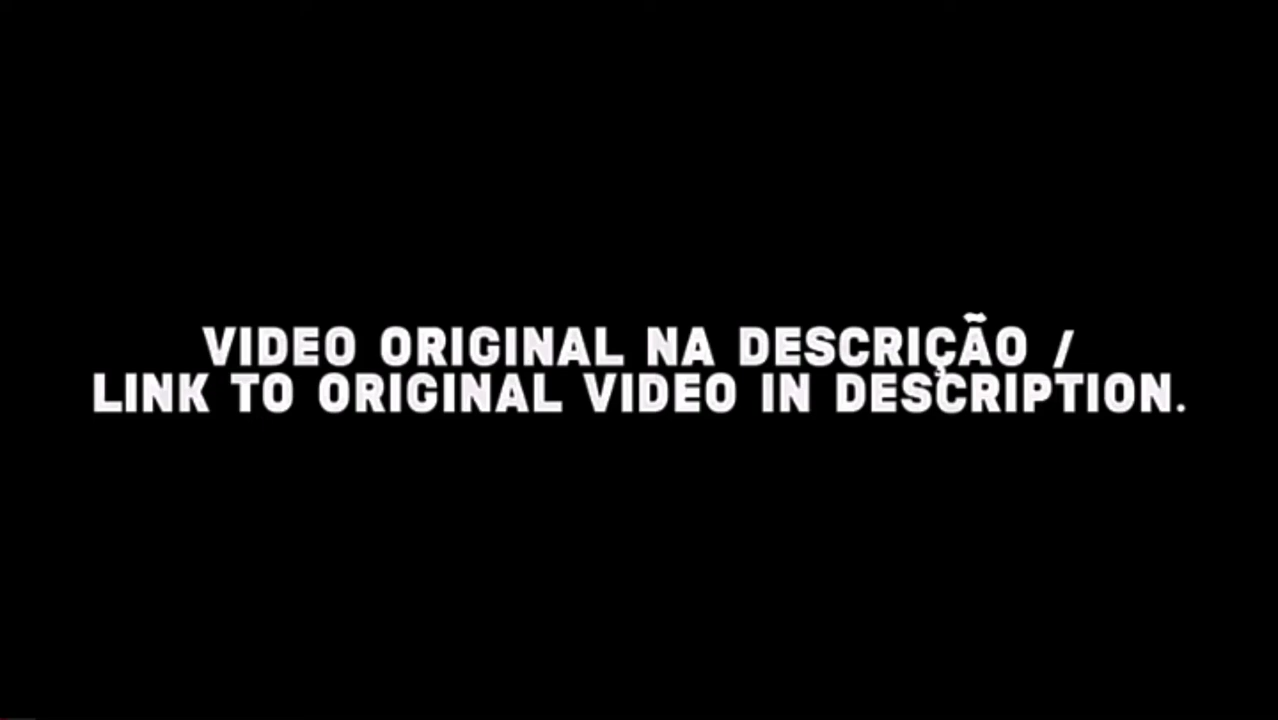 VIDEO ORIGINAL NA DESCRIÇÃO /
LINK TO ORIGINAL VIDEO IN DESCRIPTION.